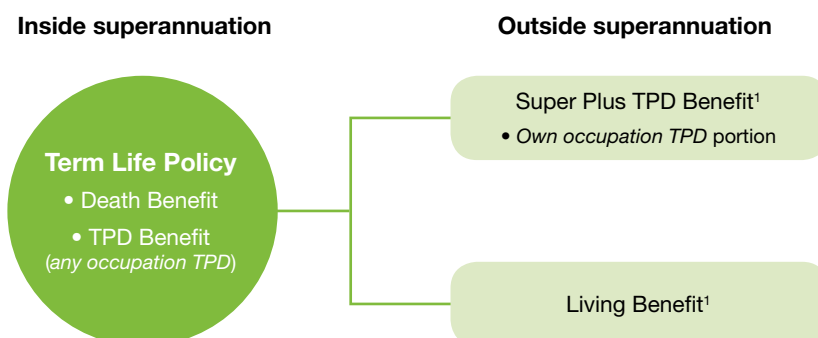 Inside superannuation
Outside superannuation
Term Life Policy
• Death Benefit
• TPD Benefit
(any occupation TPD)
Super Plus TPD Benefit¹
• Own occupation TPD portion
Living Benefit¹